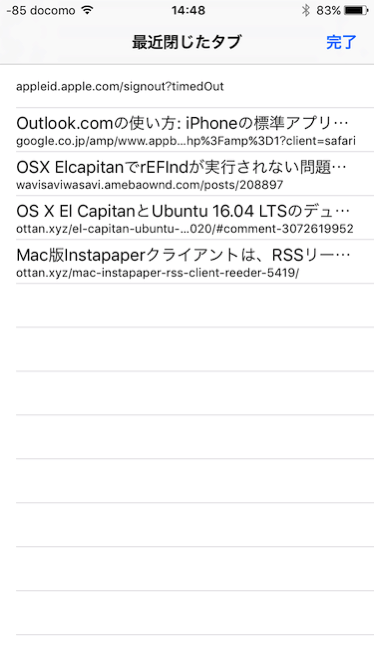 -85 docomo 14:48 83%
最近閉じたタブ 完了
appleid.apple.com/signout?timedOut
Outlook.comの使い方: iPhoneの標準アプリ…
google.co.jp/amp/www.appb...hp%3Famp%3D1?client=safari
OSX ElcapitanでrEFIndが実行されない問題…
wavisaviwasavi.amebaownd.com/posts/208897
OS X El CapitanとUbuntu 16.04 LTSのデュ…
ottan.xyz/el-capitan-ubuntu-...020/#comment-3072619952
Mac版Instapaperクライアントは、RSSリー…
ottan.xyz/mac-instapaper-rss-client-reeder-5419/